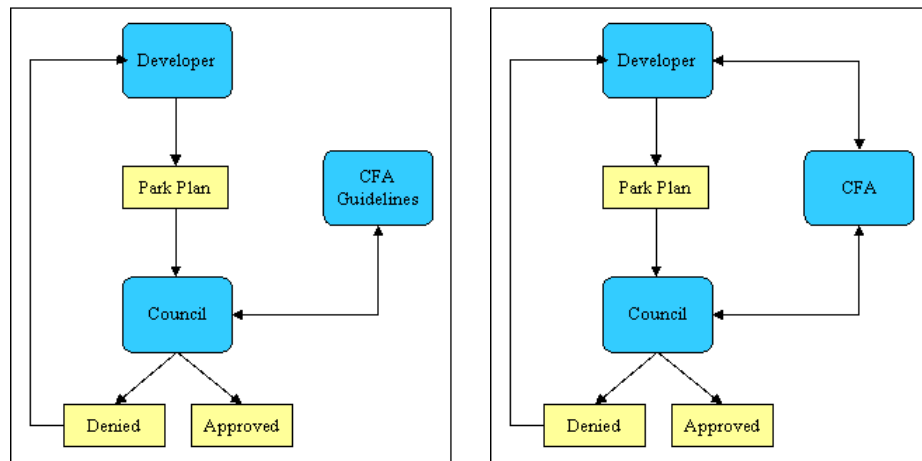 Developer
Park Plan
CFA
Guidelines
Council
Denied
Approved
Developer
Park Plan
CFA
Council
Denied
Approved